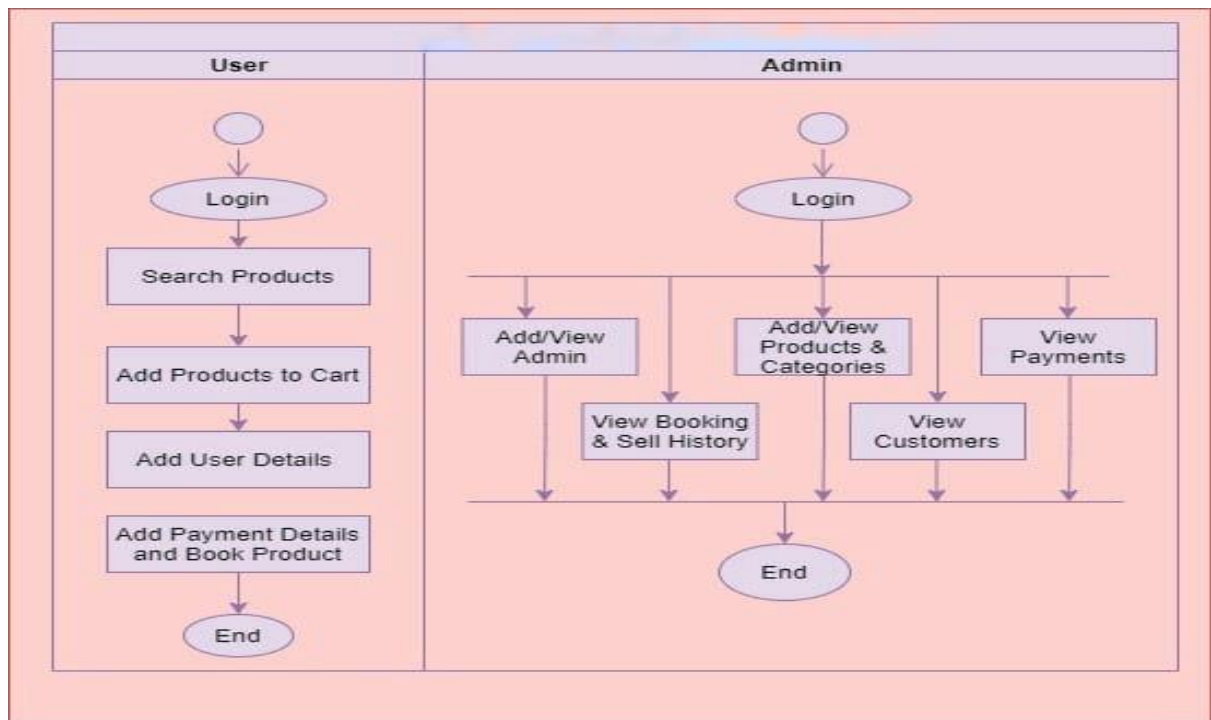 User
Admin
Login
Search Products
Add Products to Cart
Add User Details
Add Payment Details
and Book Product
End
Login
Add/View
Admin
View Booking
& Sell History
Add/View
Products &
Categories
View
Customers
View
Payments
End